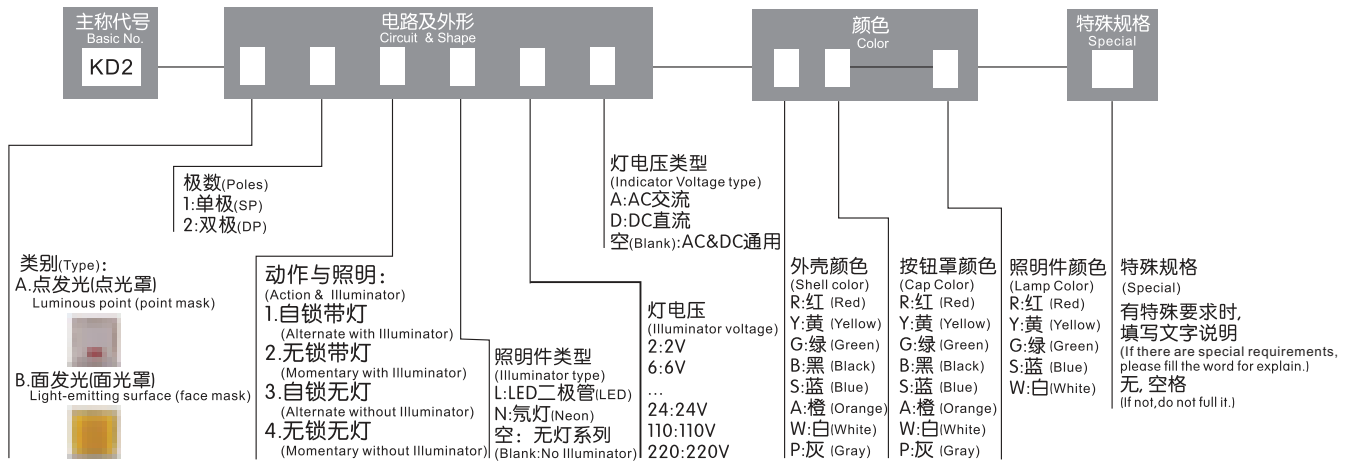 主称代号
Basic No.
KD2
电路及外形
Circuit & Shape
颜色
Color
特殊规格
Special
类别(Type):
A.点发光(点光罩)
Luminous point (point mask)
B.面发光(面光罩)
Light-emitting surface (face mask)
极数(Poles)
1:单极(SP)
2:双极(DP)
动作与照明:
(Action & Illuminator)
1.自锁带灯
(Alternate with Illuminator)
2.无锁带灯
(Momentary with Illuminator)
3.自锁无灯
(Alternate without Illuminator)
4.无锁无灯
(Momentary without Illuminator)
照明件类型
(Illuminator type)
L:LED二极管(LED)
N:氖灯(Neon)
空: 无灯系列
(Blank:No Illuminator)
灯电压
(Illuminator voltage)
2:2V
6:6V
...
24:24V
110:110V
220:220V
灯电压类型
(Indicator Voltage type)
A:AC交流
D:DC直流
空(Blank):AC&DC通用
外壳颜色
(Shell color)
R:红 (Red)
Y:黄 (Yellow)
G:绿 (Green)
B:黑 (Black)
S:蓝 (Blue)
A:橙 (Orange)
W:白(White)
P:灰 (Gray)
按钮罩颜色
(Cap Color)
R:红 (Red)
Y:黄 (Yellow)
G:绿 (Green)
B:黑 (Black)
S:蓝 (Blue)
A:橙 (Orange)
W:白(White)
P:灰 (Gray)
照明件颜色
(Lamp Color)
R:红 (Red)
Y:黄 (Yellow)
G:绿 (Green)
S:蓝 (Blue)
W:白(White)
特殊规格
(Special)
有特殊要求时,
填写文字说明
(If there are special requirements,
please fill the word for explain.)
无, 空格
(If not,do not full it.)